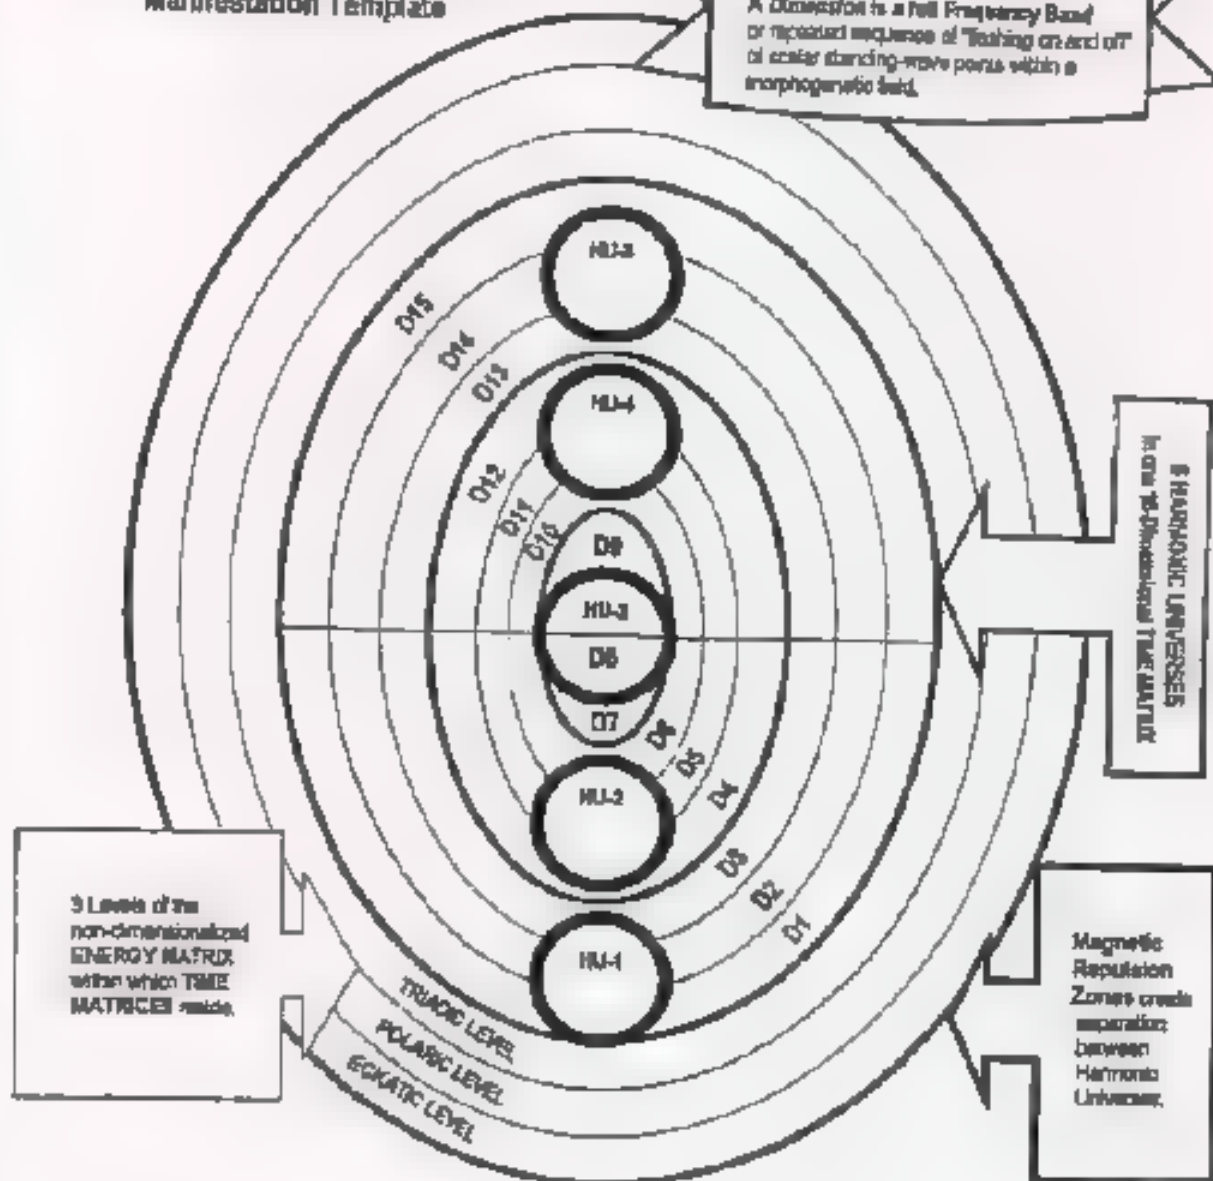 Manifestation Template
A Dimension is a full Frequency Band
or repeated sequence of "flashing on and off"
of scalar standing-wave points within a
morphogenetic field.
HU-5
D15
D14
D13
HU-4
D12
D11
D10
D9
HU-3
D8
D7
D6
D5
D4
HU-2
D3
D2
D1
HU-1
5 HARMONIC UNIVERSES
in one 15-Dimensional TIME MATRIX
3 Levels of the
non-dimensionalized
ENERGY MATRIX
within which TIME
MATRICES reside.
TRIADIC LEVEL
POLARIC LEVEL
ECKATIC LEVEL
Magnetic
Repulsion
Zones create
separation
between
Harmonic
Universes.